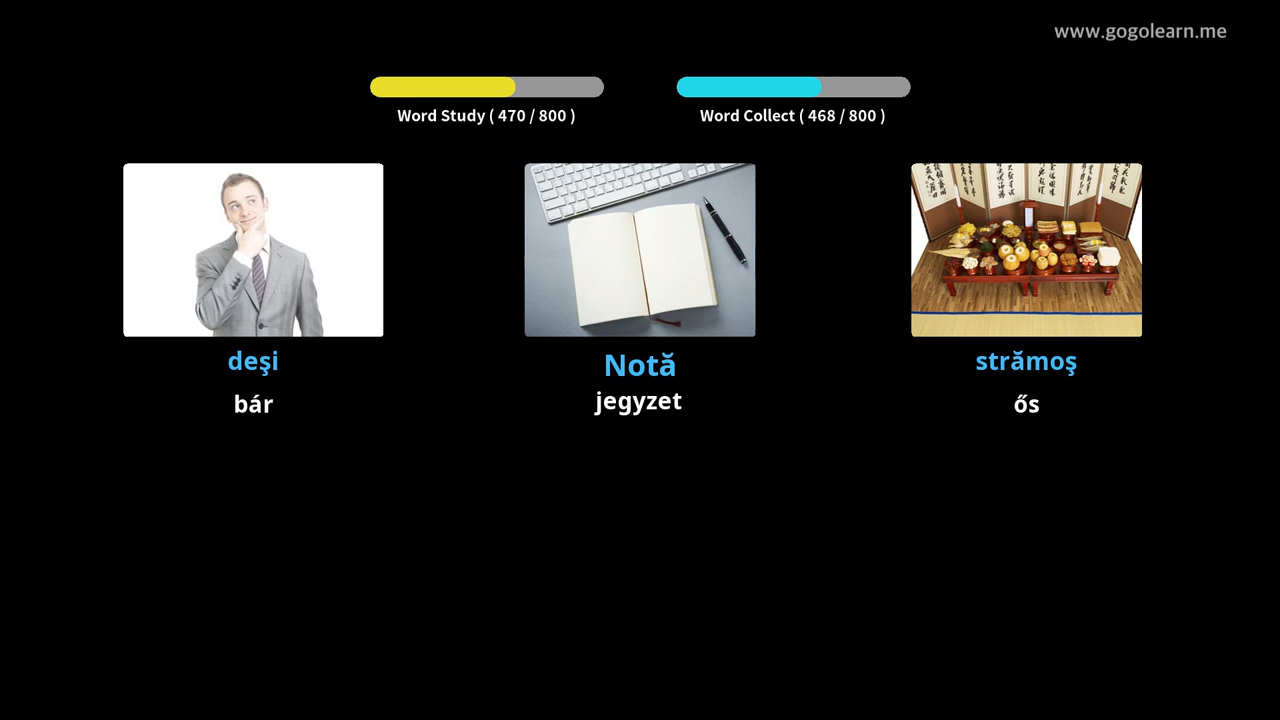 www.gogolearn.me
Word Study ( 470 / 800 )
Word Collect ( 468 / 800 )
deşi
Notă
strămoş
bár
jegyzet
ős